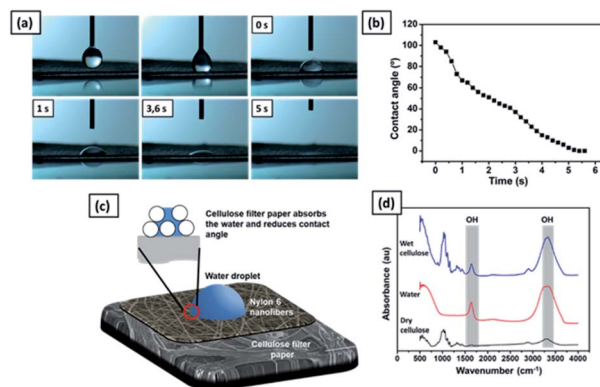 (a)
0 s
1 s
3,6 s
5 s
(b)
120
100
80
60
40
20
0
Contact angle (º)
0 1 2 3 4 5 6
Time (s)
(c)
Cellulose filter paper absorbs
the water and reduces contact
angle
Water droplet
Nylon 6
nanofibers
Cellulose filter
paper
(d)
OH OH
Wet
cellulose
Water
Dry
cellulose
Absorbance (au)
500 1000 1500 2000 2500 3000 3500 4000
Wavenumber (cm⁻¹)